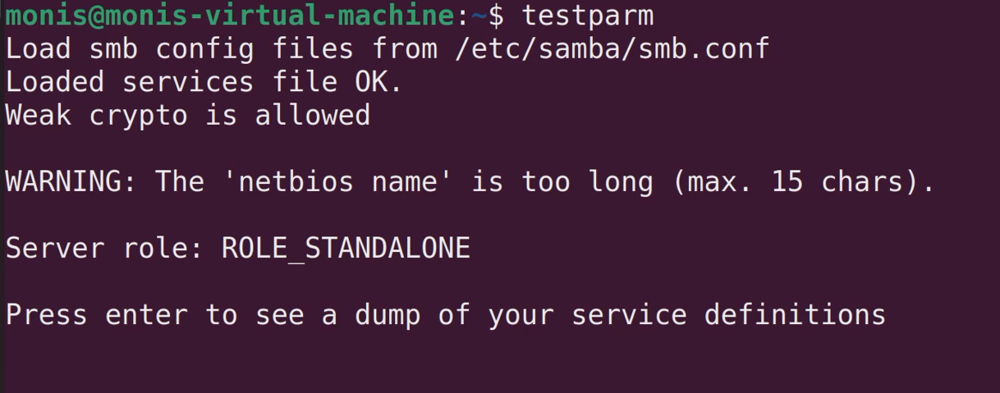 monis@monis-virtual-machine:~$ testparm
Load smb config files from /etc/samba/smb.conf
Loaded services file OK.
Weak crypto is allowed
WARNING: The 'netbios name' is too long (max. 15 chars).
Server role: ROLE_STANDALONE
Press enter to see a dump of your service definitions